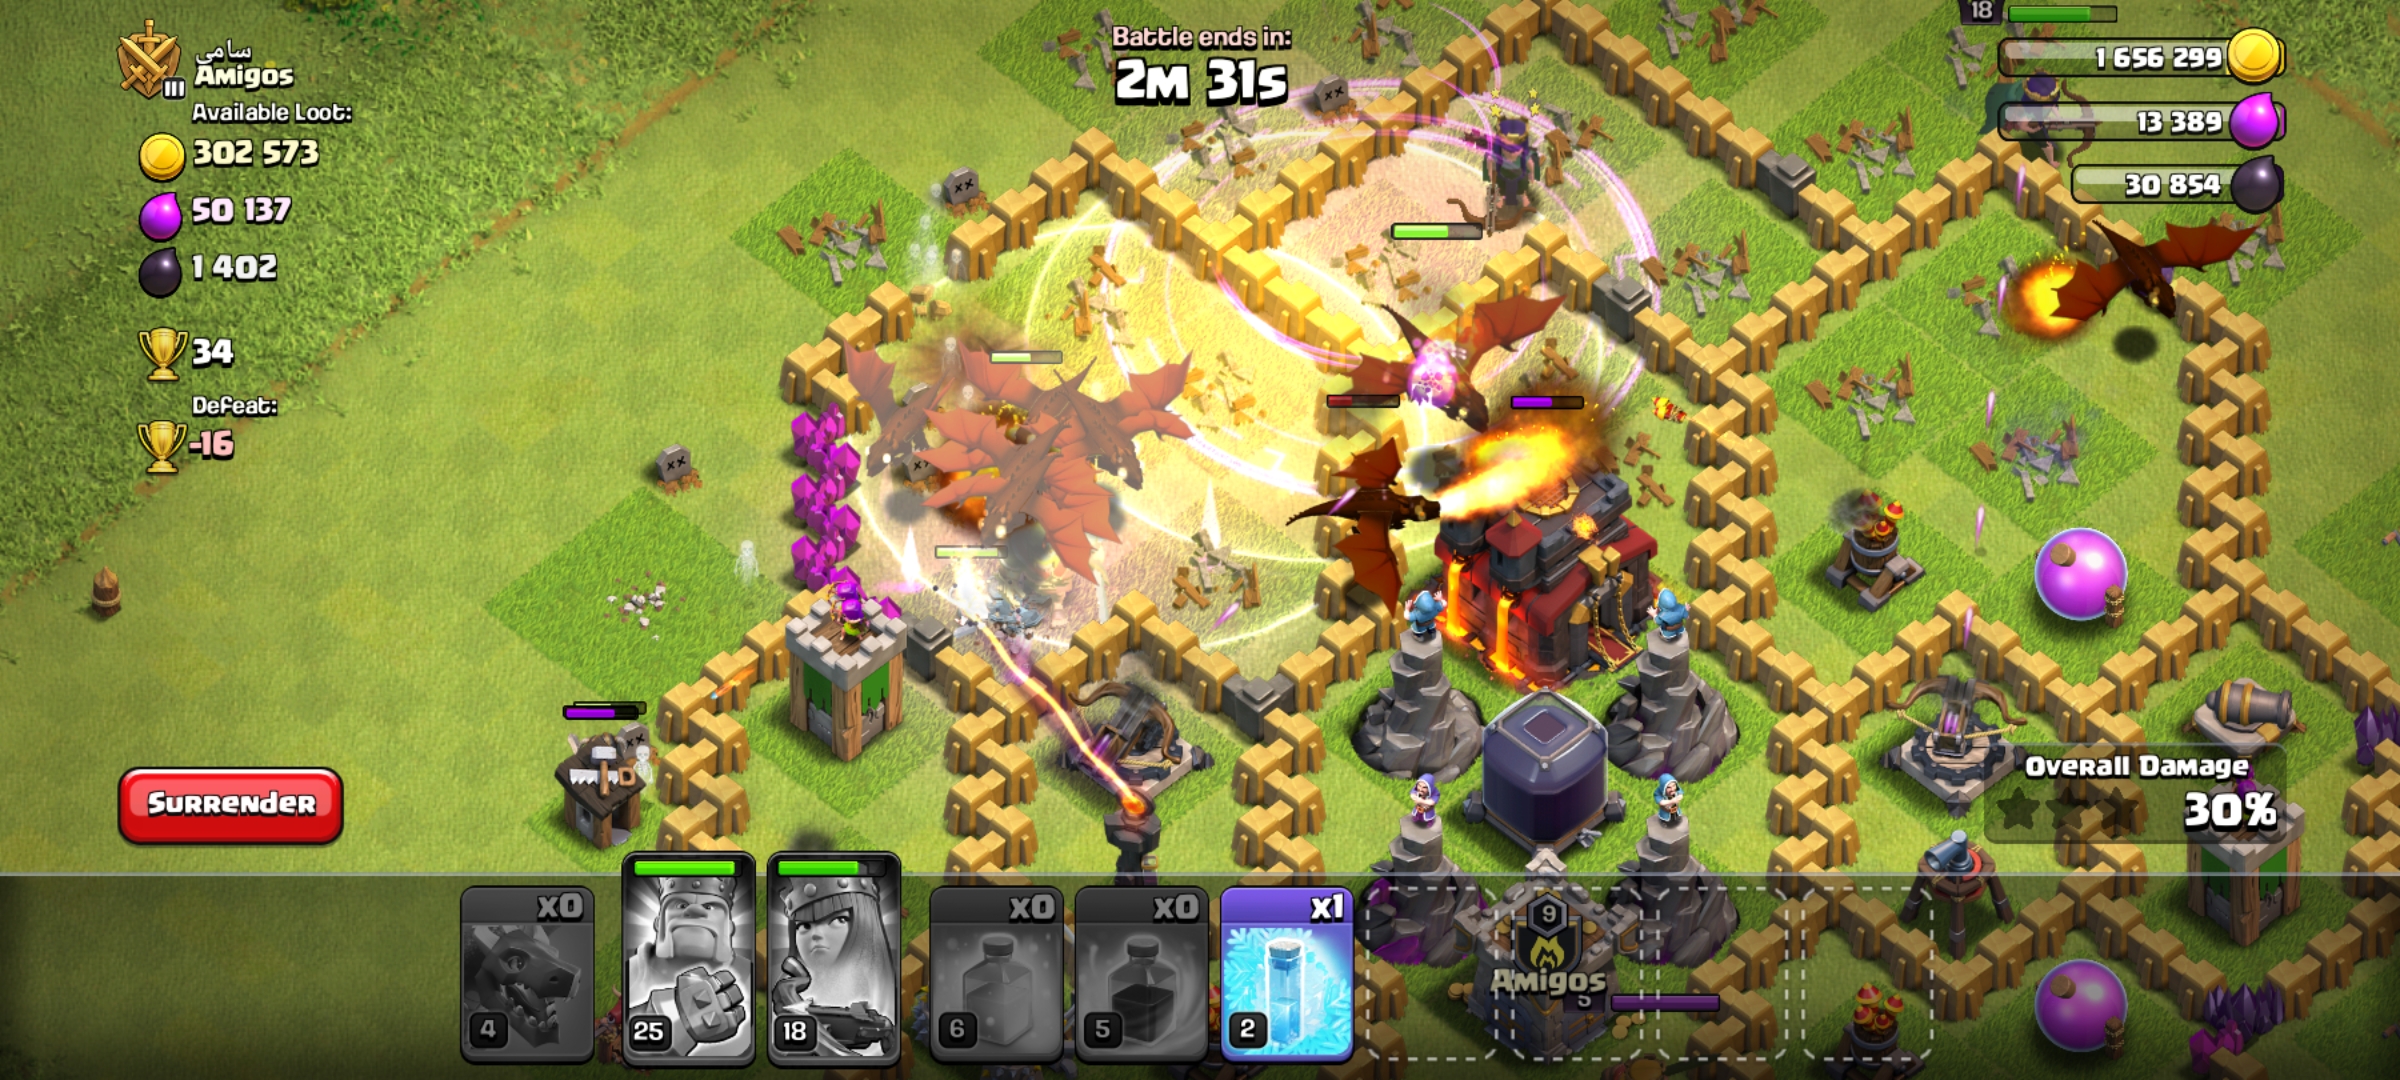 سامي
III
Amigos
Available Loot:
302 573
50 137
1 402
34
Defeat:
-16
Battle ends in:
2M 31s
18
1 656 299
13 389
30 854
Surrender
Overall Damage
30%
x0
4
25
18
x0
6
x0
5
x1
2
9
Amigos
5